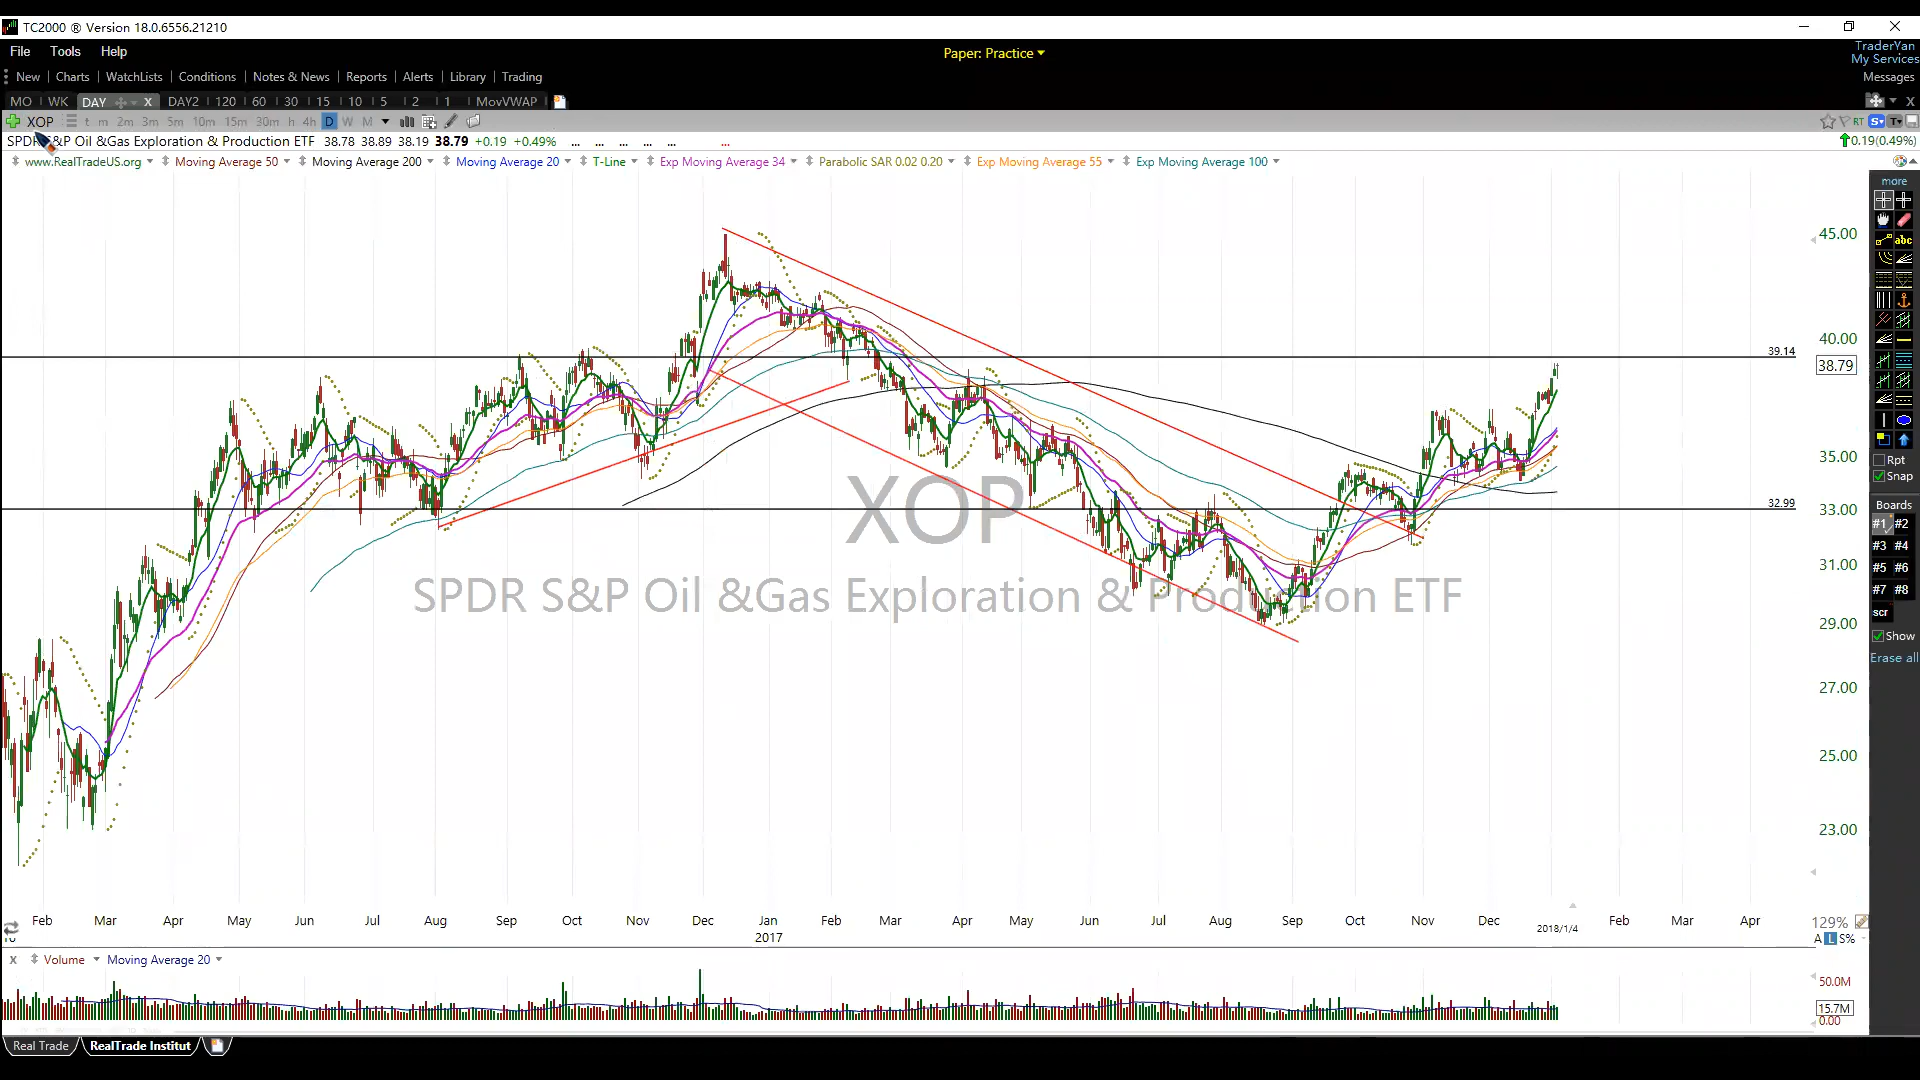 TC2000 ® Version 18.0.6556.21210
File Tools Help
Paper: Practice
TraderYan
My Services
New Charts WatchLists Conditions Notes & News Reports Alerts Library Trading
Messages
MO WK DAY X DAY2 120 60 30 15 10 5 2 1 MovVWAP
X
XOP t m 2m 3m 5m 10m 15m 30m h 4h D W M
RT S T
SPDR S&P Oil &Gas Exploration & Production ETF 38.78 38.89 38.19 38.79 +0.19 +0.49% ... ... ... ... ... ...
0.19(0.49%)
www.RealTradeUS.org Moving Average 50 Moving Average 200 Moving Average 20 T-Line Exp Moving Average 34 Parabolic SAR 0.02 0.20 Exp Moving Average 55 Exp Moving Average 100
more
abc
45.00
40.00
39.14
38.79
35.00
32.99
33.00
31.00
29.00
27.00
25.00
23.00
XOP
SPDR S&P Oil &Gas Exploration & Production ETF
Rpt
Snap
Boards
#1 #2
#3 #4
#5 #6
#7 #8
scr
Show
Erase all
Feb Mar Apr May Jun Jul Aug Sep Oct Nov Dec Jan Feb Mar Apr May Jun Jul Aug Sep Oct Nov Dec 2018/1/4 Feb Mar Apr
129%
2017
A L S%
X Volume Moving Average 20
50.0M
15.7M
0.00
Real Trade RealTrade Institut